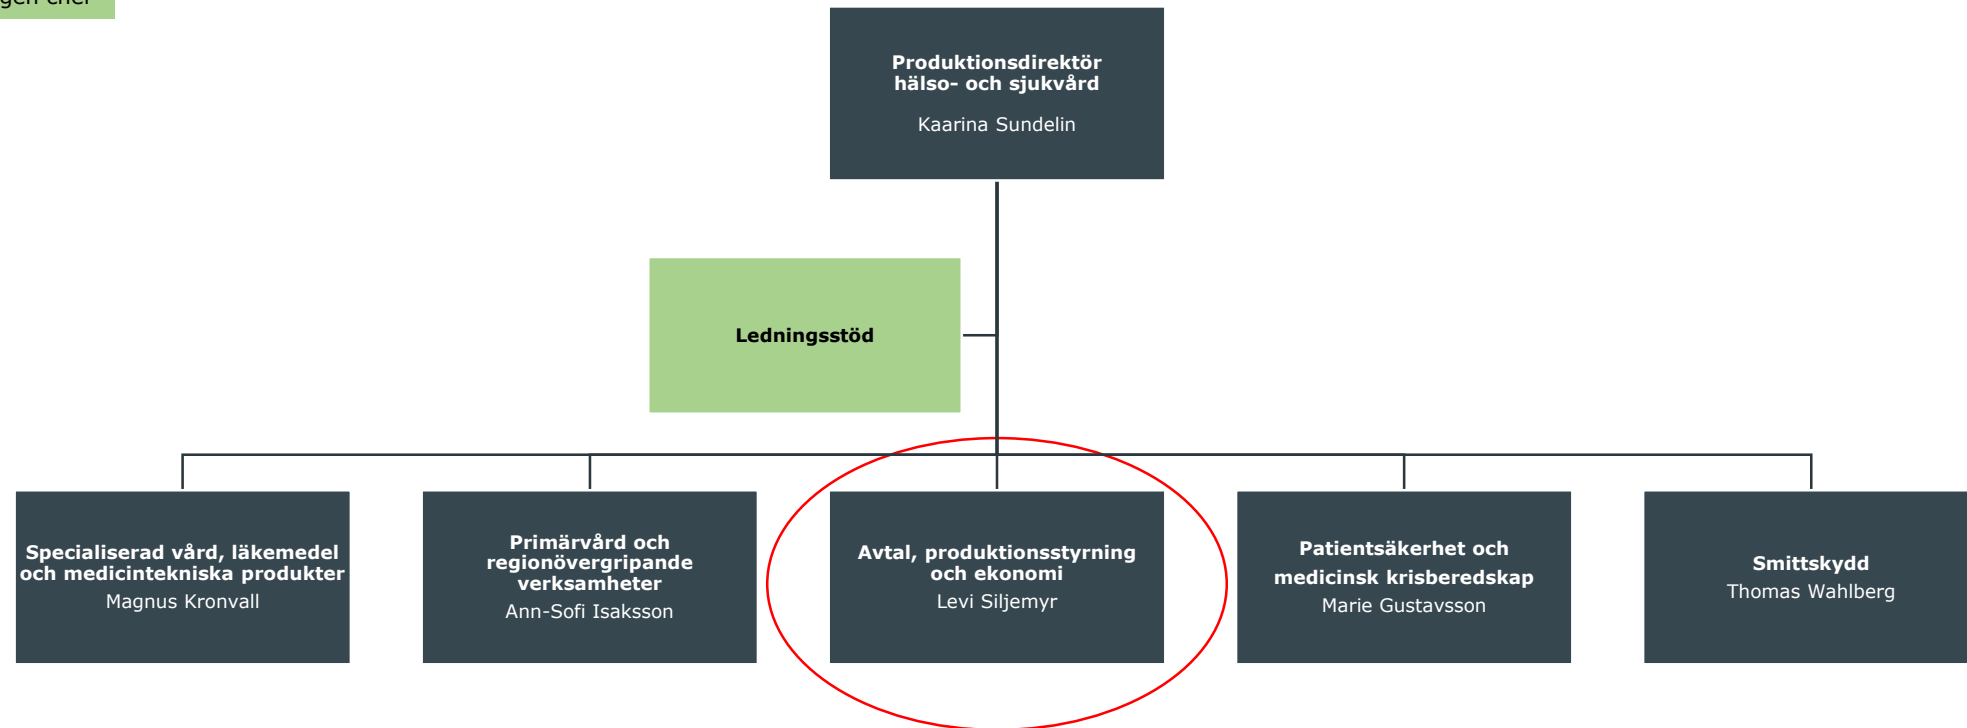 chef
Produktionsdirektör
hälso- och sjukvård
Kaarina Sundelin
Ledningsstöd
Specialiserad vård, läkemedel
och medicintekniska produkter
Magnus Kronvall
Primärvård och
regionövergripande
verksamheter
Ann-Sofi Isaksson
Avtal, produktionsstyrning
och ekonomi
Levi Siljemyr
Patientsäkerhet och
medicinsk krisberedskap
Marie Gustavsson
Smittskydd
Thomas Wahlberg